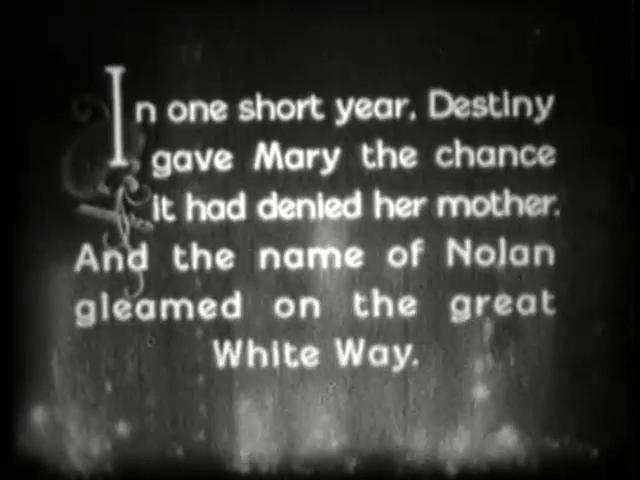 In one short year, Destiny
gave Mary the chance
it had denied her mother.
And the name of Nolan
gleamed on the great
White Way.